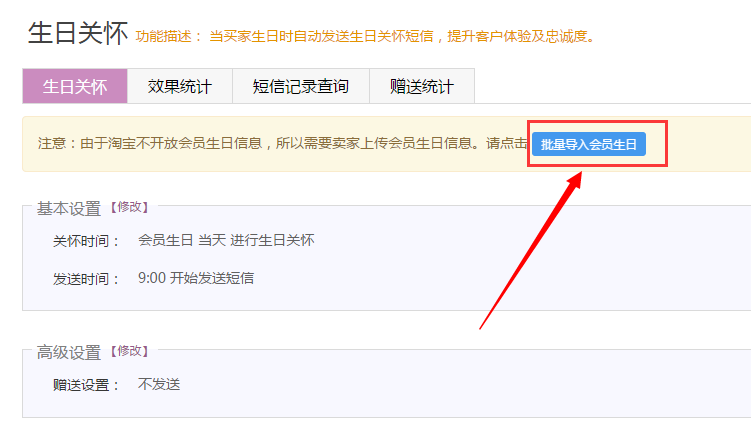 生日关怀 功能描述： 当买家生日时自动发送生日关怀短信，提升客户体验及忠诚度。
生日关怀 效果统计 短信记录查询 赠送统计
注意：由于淘宝不开放会员生日信息，所以需要卖家上传会员生日信息。请点击 批量导入会员生日
基本设置 【修改】
关怀时间： 会员生日 当天 进行生日关怀
发送时间： 9:00 开始发送短信
高级设置 【修改】
赠送设置： 不发送